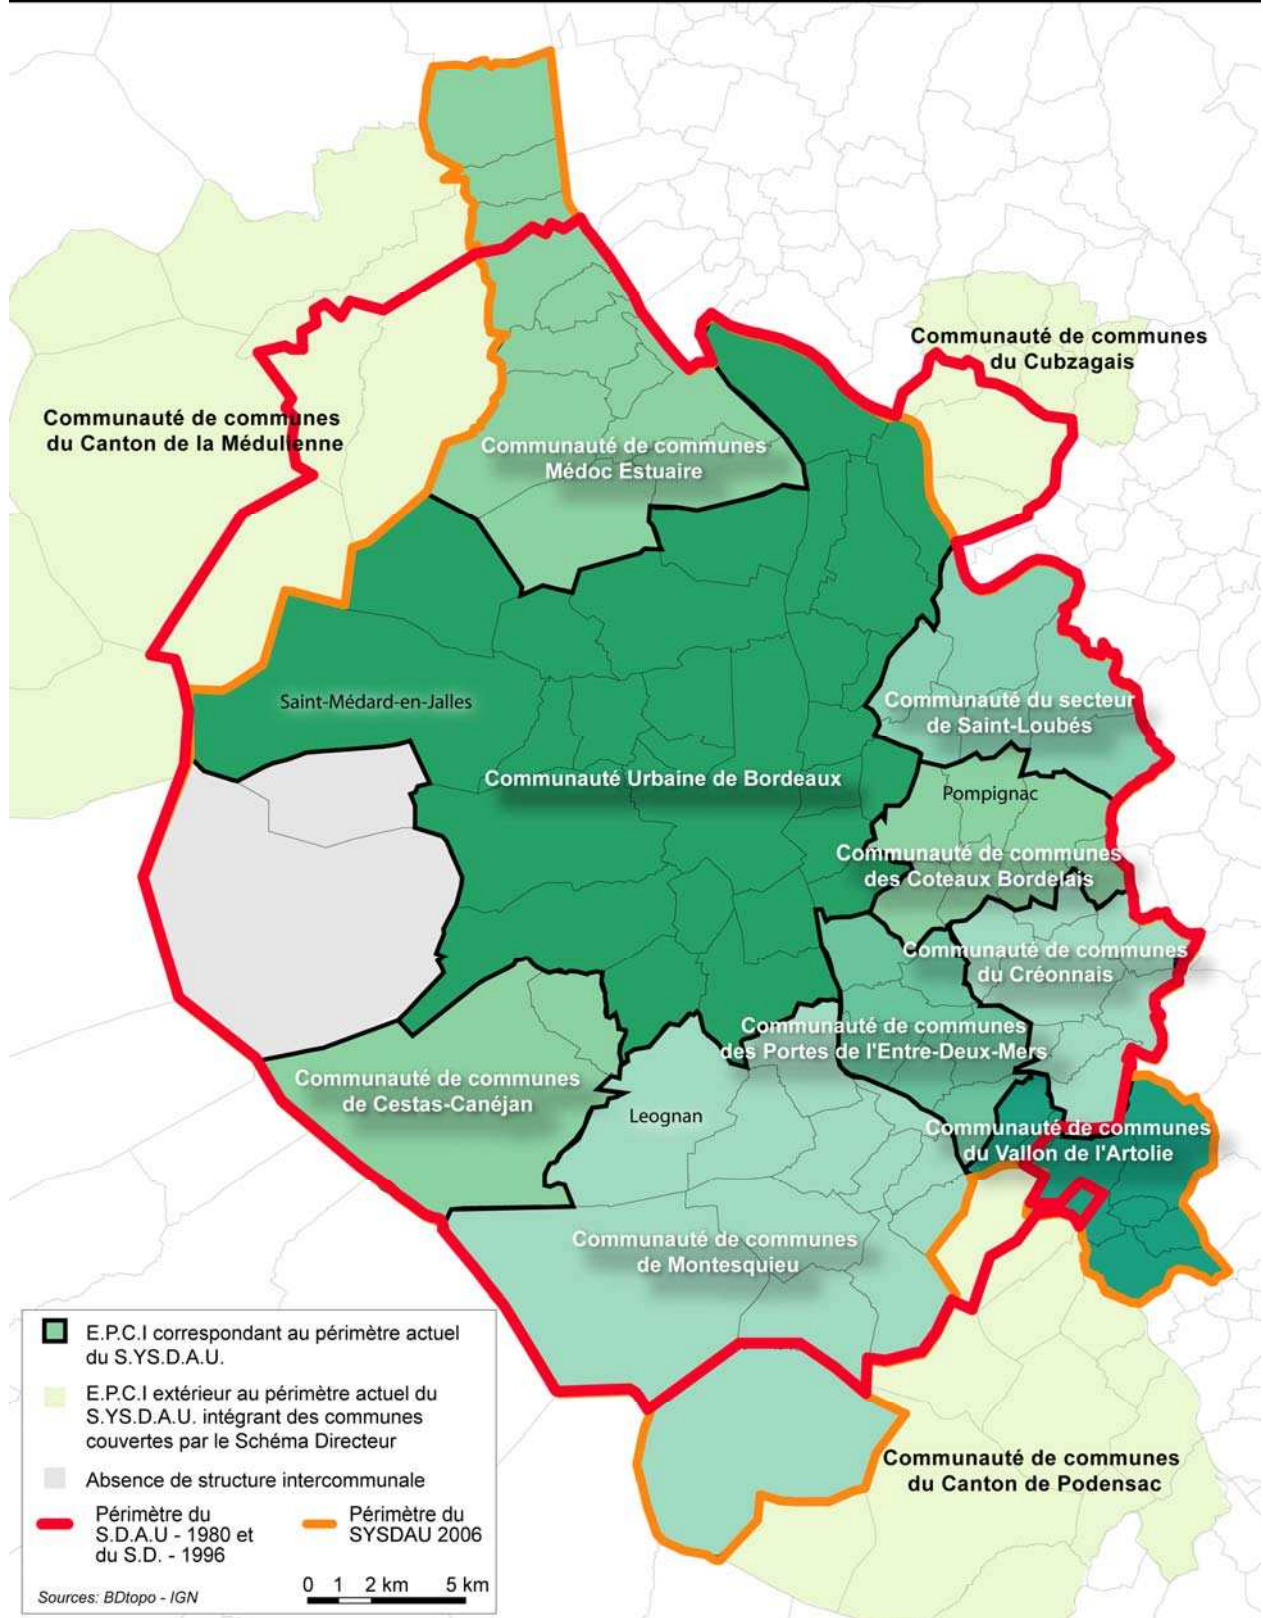 Communauté de communes
du Cubzagais
Communauté de communes
du Canton de la Médulienne
Communauté de communes
Médoc Estuaire
Saint-Médard-en-Jalles
Communauté du secteur
de Saint-Loubés
Communauté Urbaine de Bordeaux
Pompignac
Communauté de communes
des Coteaux Bordelais
Communauté de communes
du Créonnais
Communauté de communes
des Portes de l'Entre-Deux-Mers
Communauté de communes
de Cestas-Canéjan
Leognan
Communauté de communes
du Vallon de l'Artolie
Communauté de communes
de Montesquieu
Communauté de communes
du Canton de Podensac
E.P.C.I correspondant au périmètre actuel
du S.YS.D.A.U.
E.P.C.I extérieur au périmètre actuel du
S.YS.D.A.U. intégrant des communes
couvertes par le Schéma Directeur
Absence de structure intercommunale
Périmètre du
S.D.A.U - 1980 et
du S.D. - 1996
Périmètre du
SYSDAU 2006
Sources: BDtopo - IGN
0 1 2 km 5 km